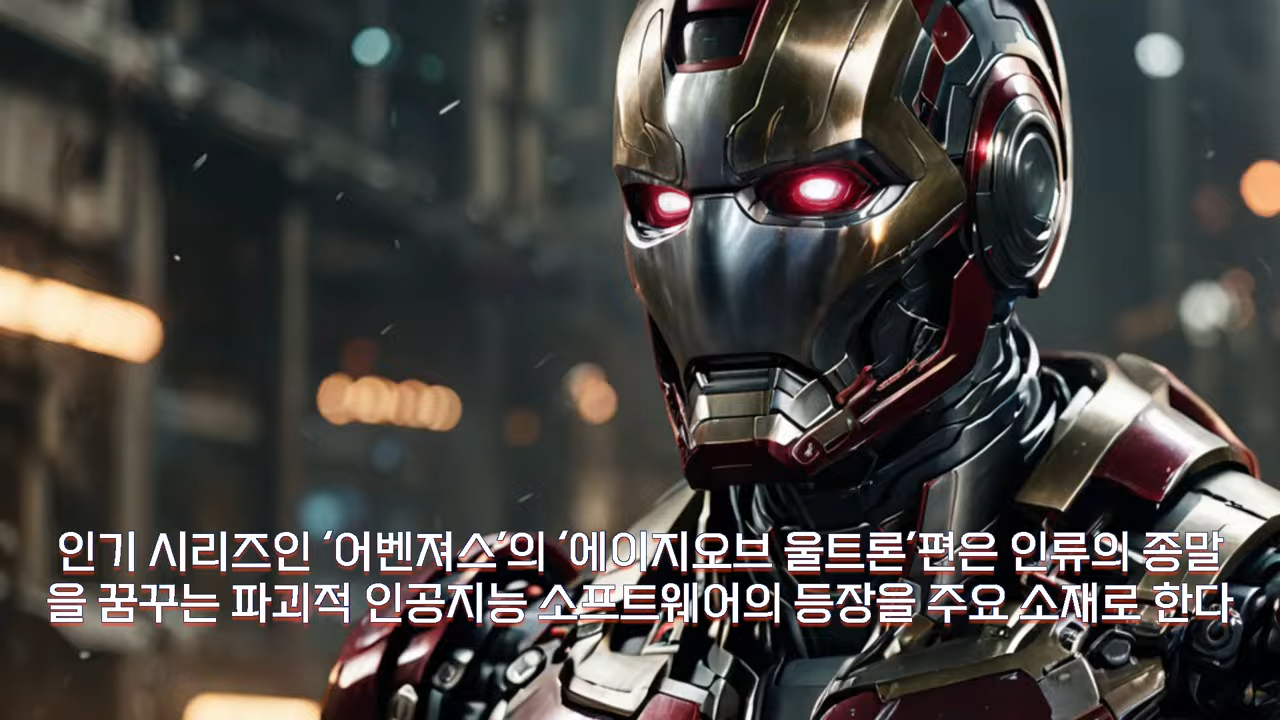 인기 시리즈인 ‘어벤져스’의 ‘에이지오브 울트론’편은 인류의 종말
을 꿈꾸는 파괴적 인공지능 소프트웨어의 등장을 주요 소재로 한다